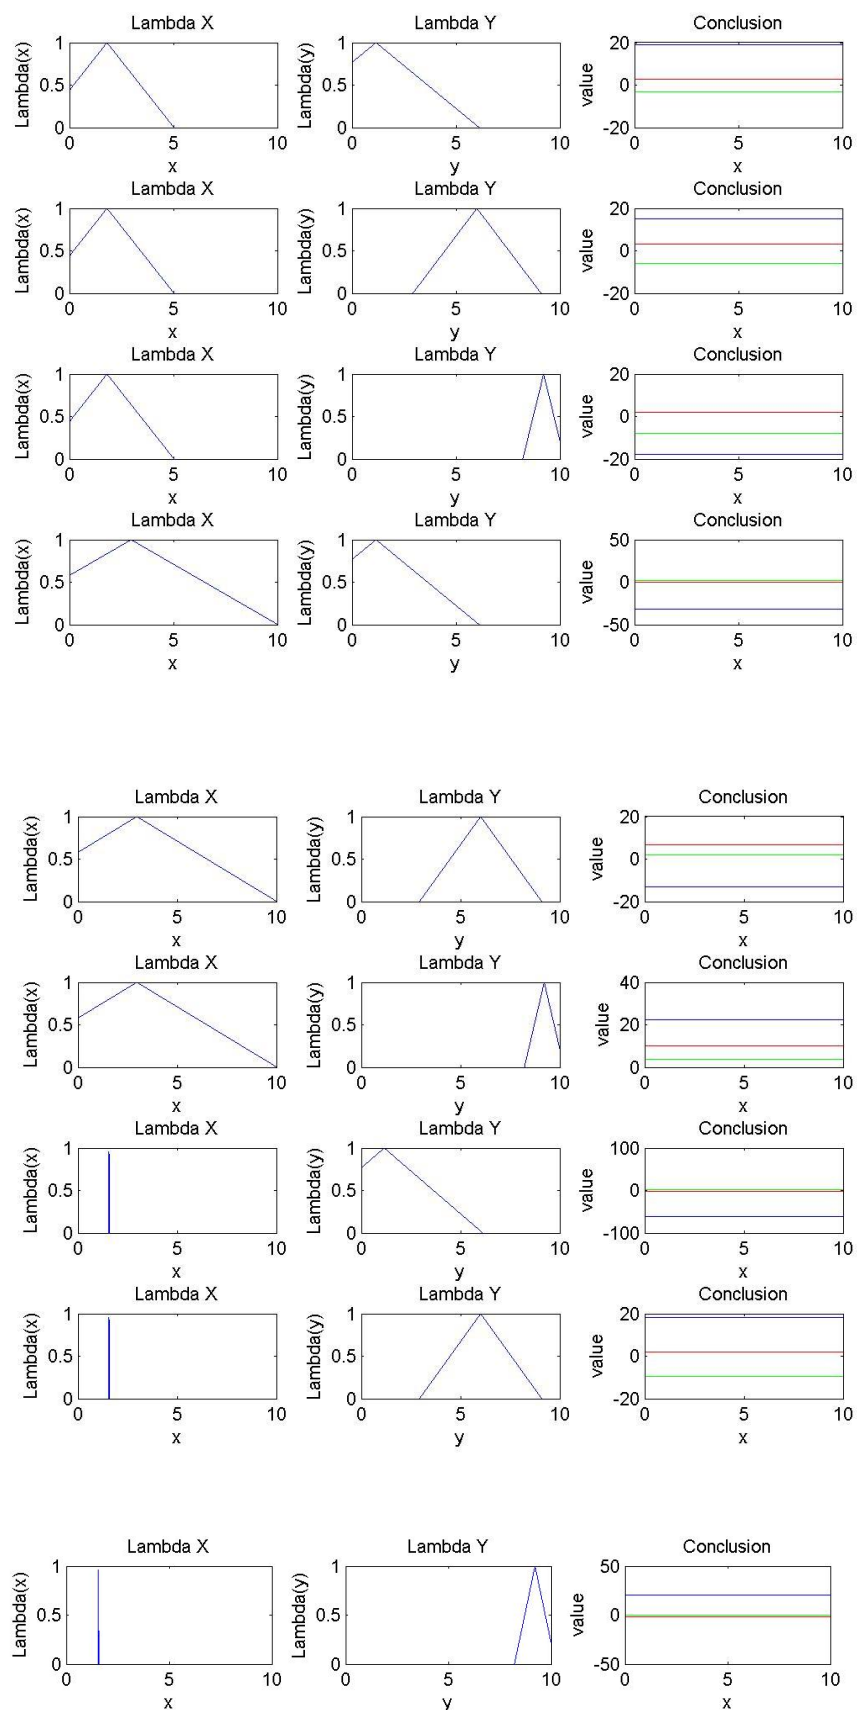 Lambda X Lambda Y Conclusion
Lambda(x) 1 0.5 0 Lambda(y) 1 0.5 0 value 20 0 -20
0 5 10 0 5 10 0 5 10
x y x
Lambda X Lambda Y Conclusion
Lambda(x) 1 0.5 0 Lambda(y) 1 0.5 0 value 20 0 -20
0 5 10 0 5 10 0 5 10
x y x
Lambda X Lambda Y Conclusion
Lambda(x) 1 0.5 0 Lambda(y) 1 0.5 0 value 20 0 -20
0 5 10 0 5 10 0 5 10
x y x
Lambda X Lambda Y Conclusion
Lambda(x) 1 0.5 0 Lambda(y) 1 0.5 0 value 50 0 -50
0 5 10 0 5 10 0 5 10
x y x
Lambda X Lambda Y Conclusion
Lambda(x) 1 0.5 0 Lambda(y) 1 0.5 0 value 20 0 -20
0 5 10 0 5 10 0 5 10
x y x
Lambda X Lambda Y Conclusion
Lambda(x) 1 0.5 0 Lambda(y) 1 0.5 0 value 40 20 0
0 5 10 0 5 10 0 5 10
x y x
Lambda X Lambda Y Conclusion
Lambda(x) 1 0.5 0 Lambda(y) 1 0.5 0 value 100 0 -100
0 5 10 0 5 10 0 5 10
x y x
Lambda X Lambda Y Conclusion
Lambda(x) 1 0.5 0 Lambda(y) 1 0.5 0 value 20 0 -20
0 5 10 0 5 10 0 5 10
x y x
Lambda X Lambda Y Conclusion
Lambda(x) 1 0.5 0 Lambda(y) 1 0.5 0 value 50 0 -50
0 5 10 0 5 10 0 5 10
x y x